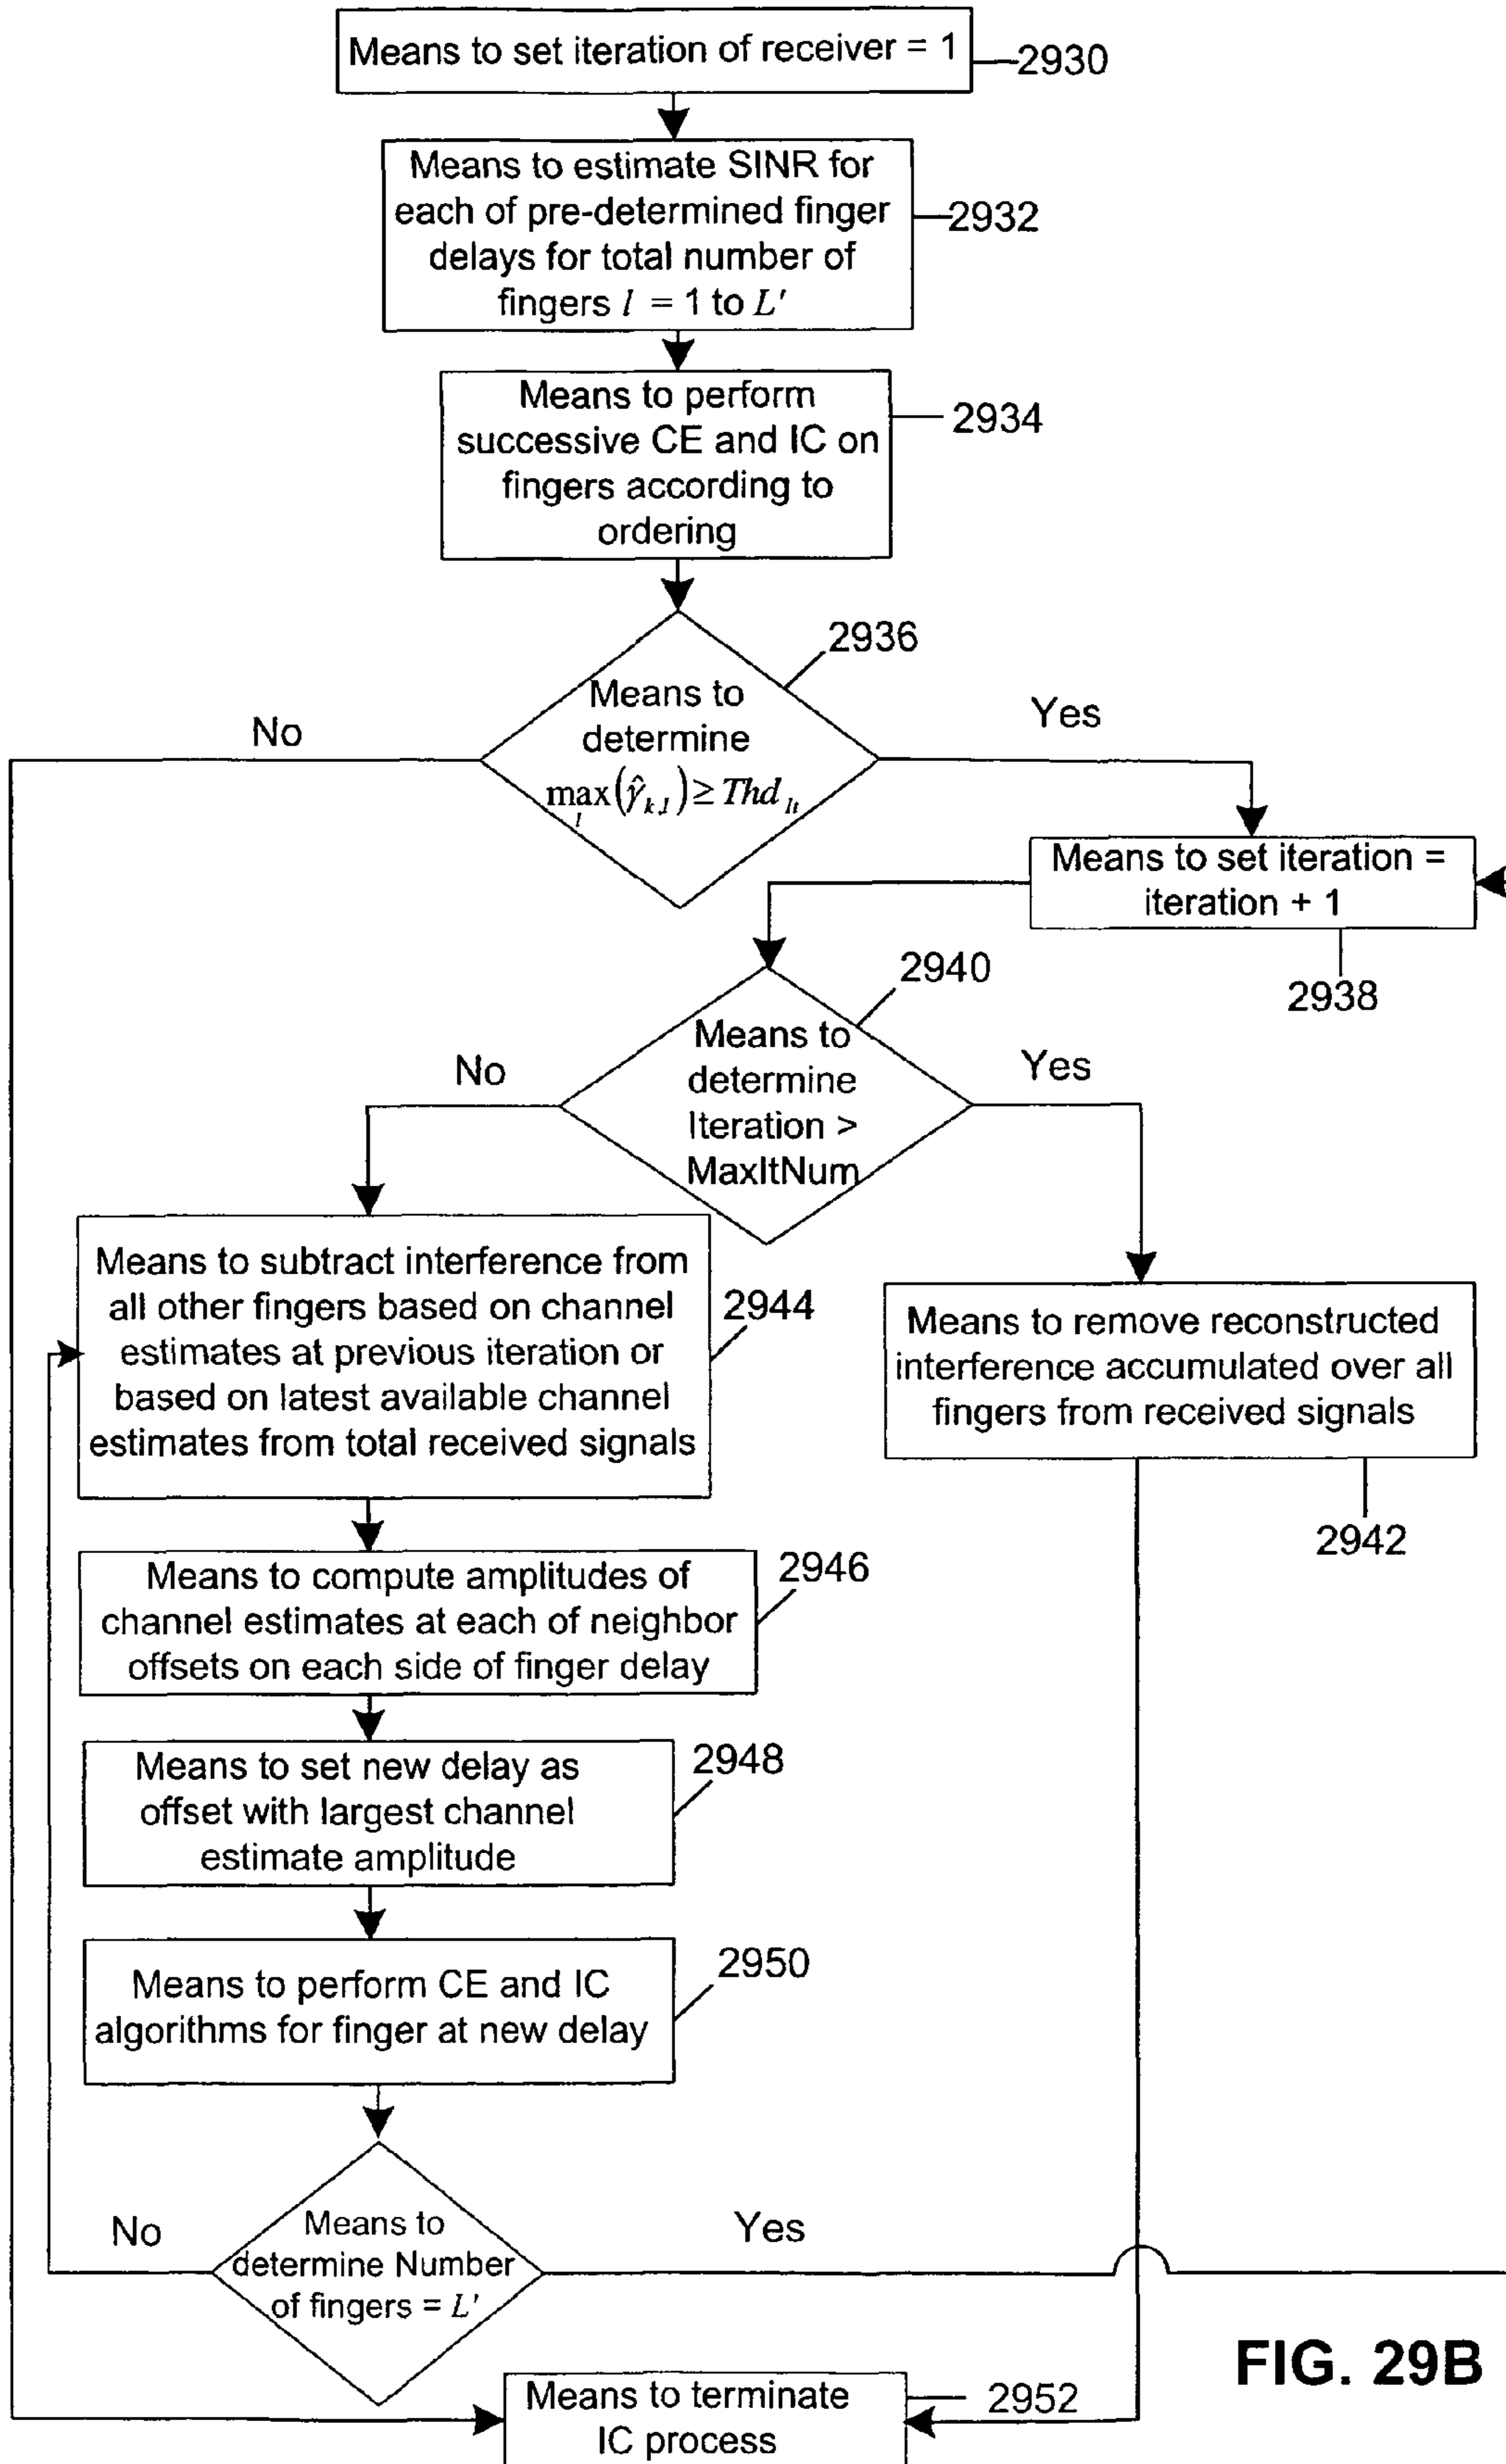 Means to set iteration of receiver = 1
2930
Means to estimate SINR for
each of pre-determined finger
delays for total number of
fingers l = 1 to L'
2932
Means to perform
successive CE and IC on
fingers according to
ordering
2934
2936
Means to
determine
max_l(γ̂_{k,l}) ≥ Thd_{It}
No
Yes
Means to set iteration =
iteration + 1
2938
2940
Means to
determine
Iteration >
MaxItNum
No
Yes
Means to subtract interference from
all other fingers based on channel
estimates at previous iteration or
based on latest available channel
estimates from total received signals
2944
Means to remove reconstructed
interference accumulated over all
fingers from received signals
2942
Means to compute amplitudes of
channel estimates at each of neighbor
offsets on each side of finger delay
2946
Means to set new delay as
offset with largest channel
estimate amplitude
2948
Means to perform CE and IC
algorithms for finger at new delay
2950
Means to
determine Number
of fingers = L'
No
Yes
Means to terminate
IC process
2952
FIG. 29B